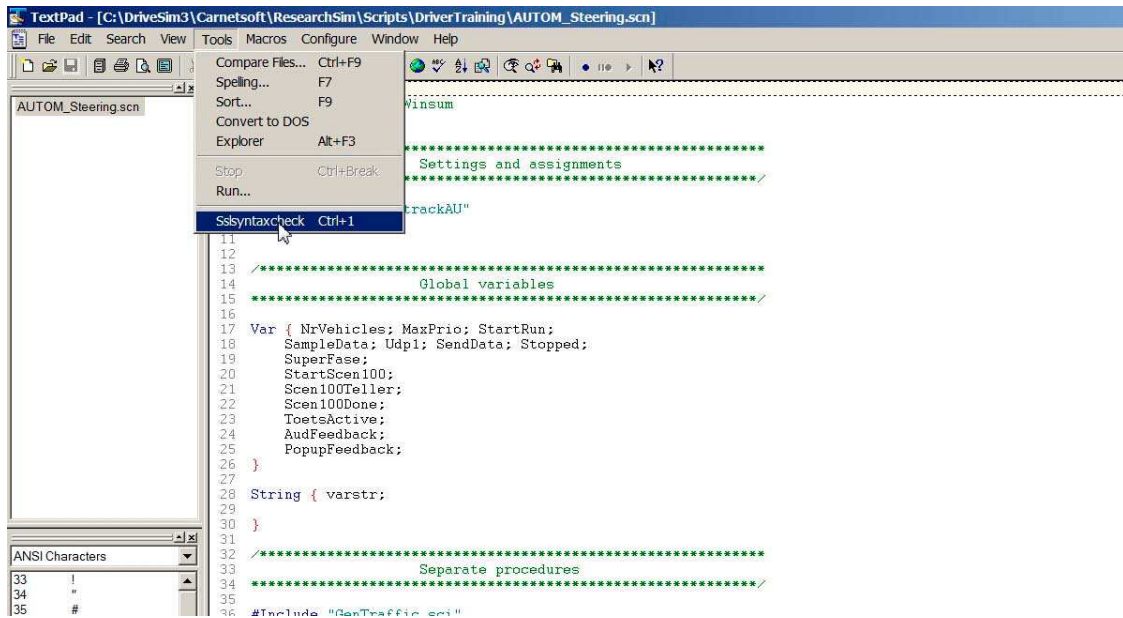 TextPad - [C:\DriveSim3\Carnetsoft\ResearchSim\Scripts\DriverTraining\AUTOM_Steering.scn]
File Edit Search View Tools Macros Configure Window Help
Compare Files... Ctrl+F9
Spelling... F7
Sort... F9
Convert to DOS
Explorer Alt+F3
Stop Ctrl+Break
Run...
Sslsyntaxcheck Ctrl+1
AUTOM_Steering.scn
Winsum
***********************************************************
Settings and assignments
***********************************************************/
trackAU"
11
12
13 /***********************************************************
14 Global variables
15 ************************************************************/
16
17 Var { NrVehicles; MaxPrio; StartRun;
18 SampleData; Udp1; SendData; Stopped;
19 SuperFase;
20 StartScen100;
21 Scen100Teller;
22 Scen100Done;
23 ToetsActive;
24 AudFeedback;
25 PopupFeedback;
26 }
27
28 String { varstr;
29
30 }
31
32 /***********************************************************
33 Separate procedures
34 ************************************************************/
35
36 #Include "GenTraffic.sci"
ANSI Characters
33 !
34 "
35 #